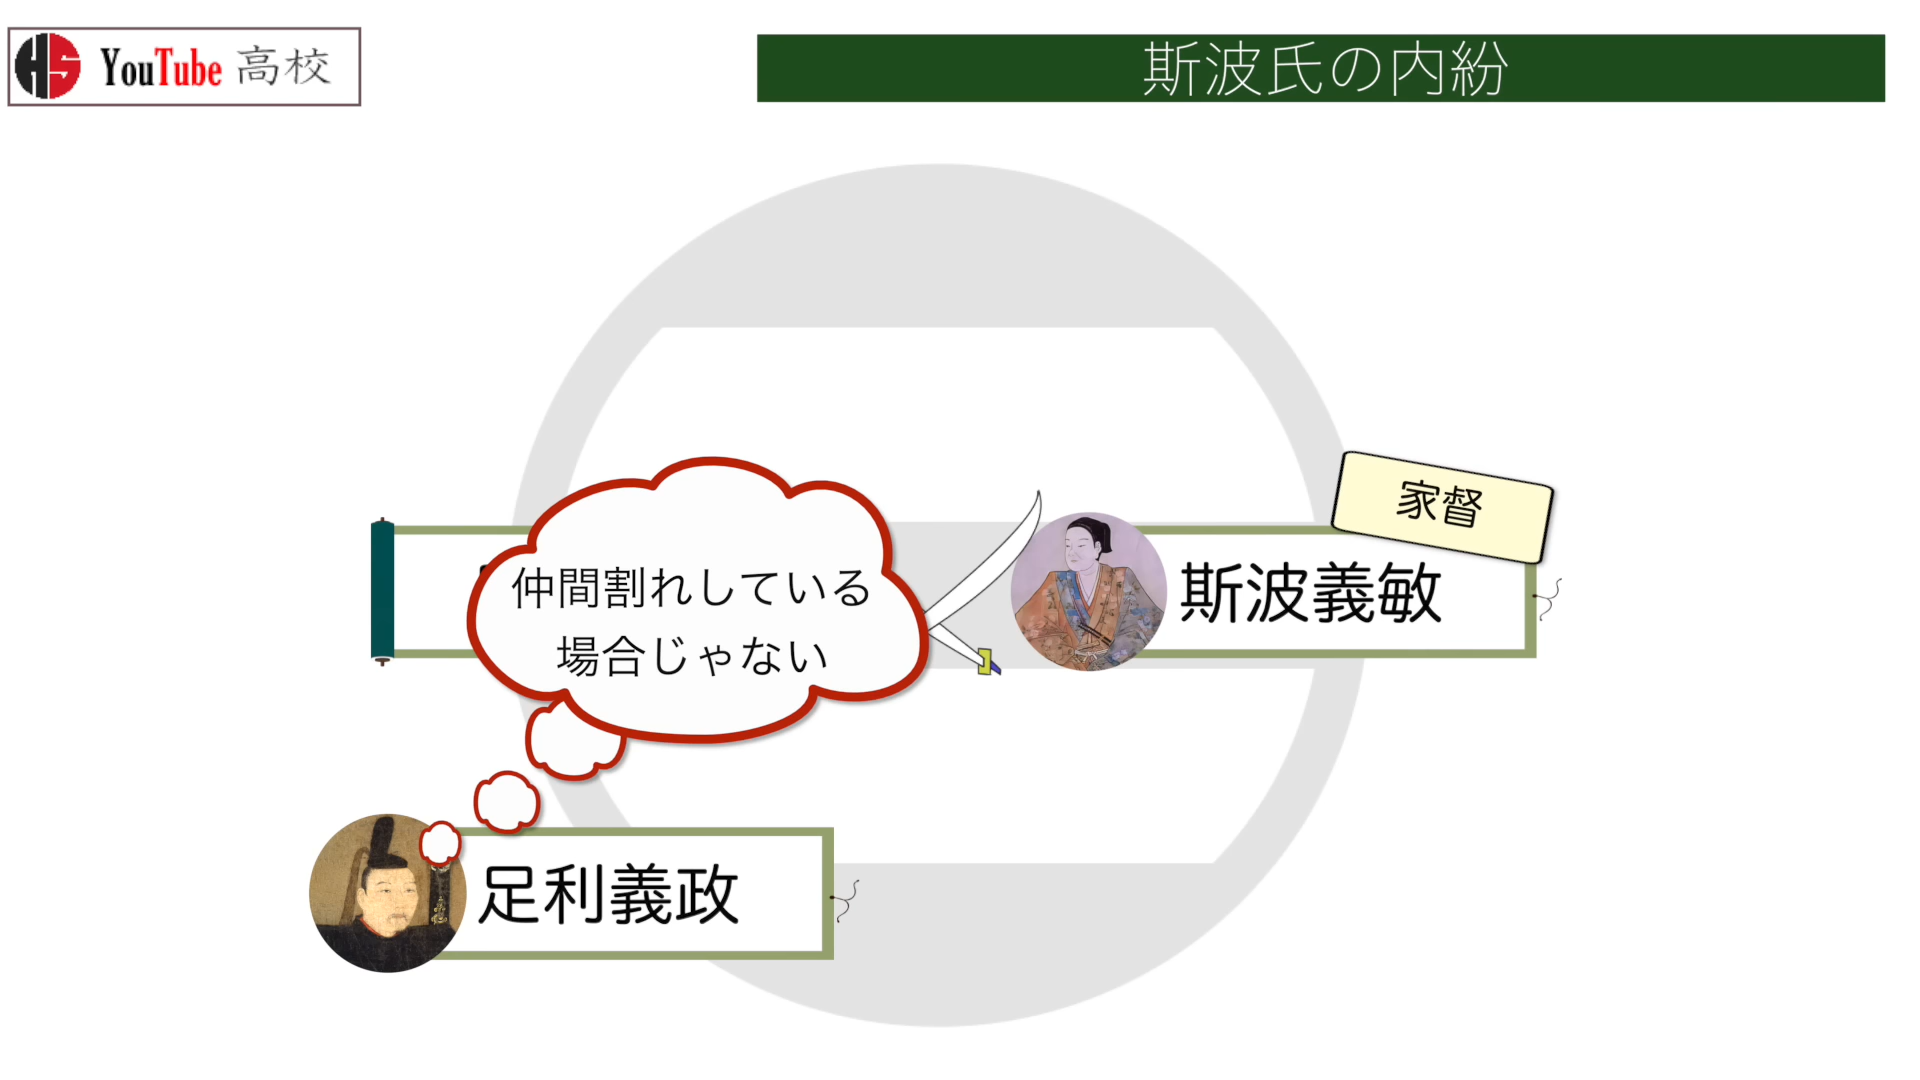 YouTube 高校
斯波氏の内紛
家督
仲間割れしている
場合じゃない
斯波義敏
足利義政